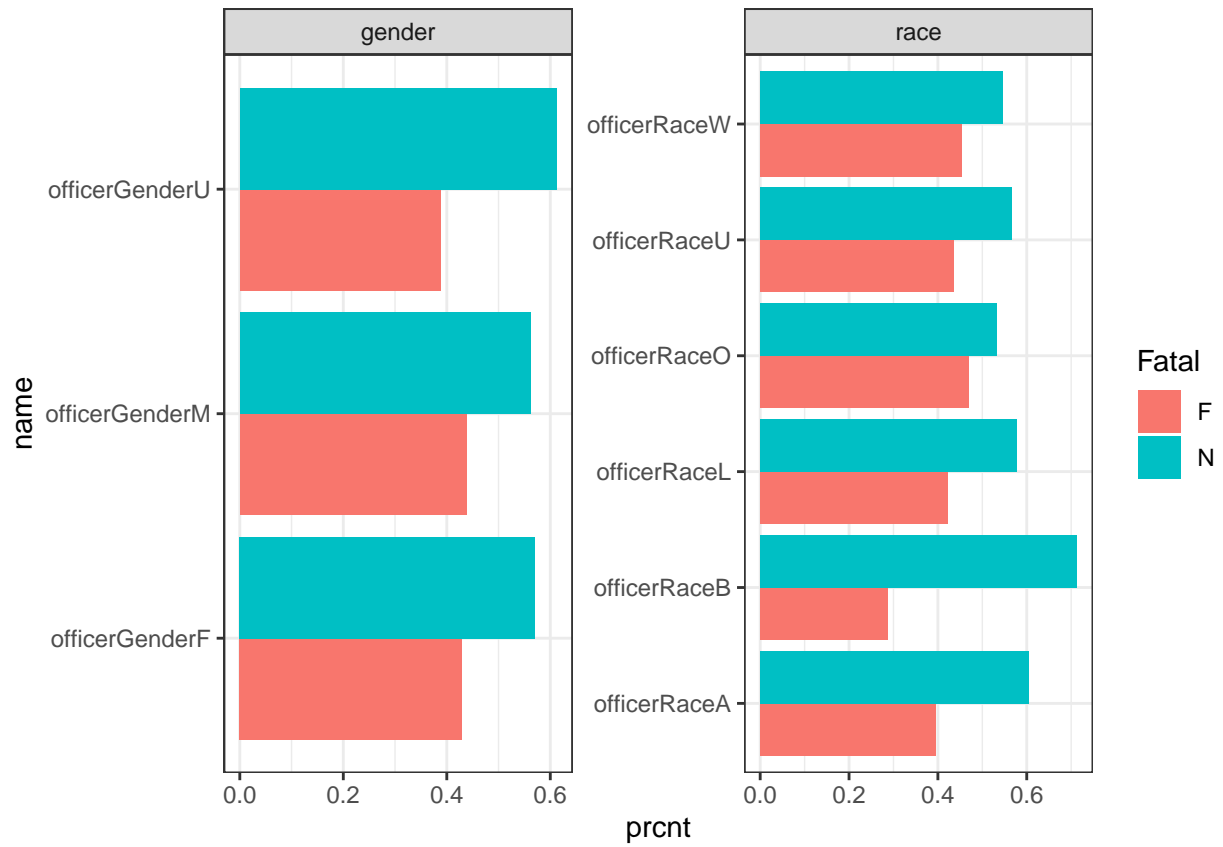 gender
race
name
officerGenderU
officerGenderM
officerGenderF
officerRaceW
officerRaceU
officerRaceO
officerRaceL
officerRaceB
officerRaceA
0.0 0.2 0.4 0.6
0.0 0.2 0.4 0.6
prcnt
Fatal
F
N